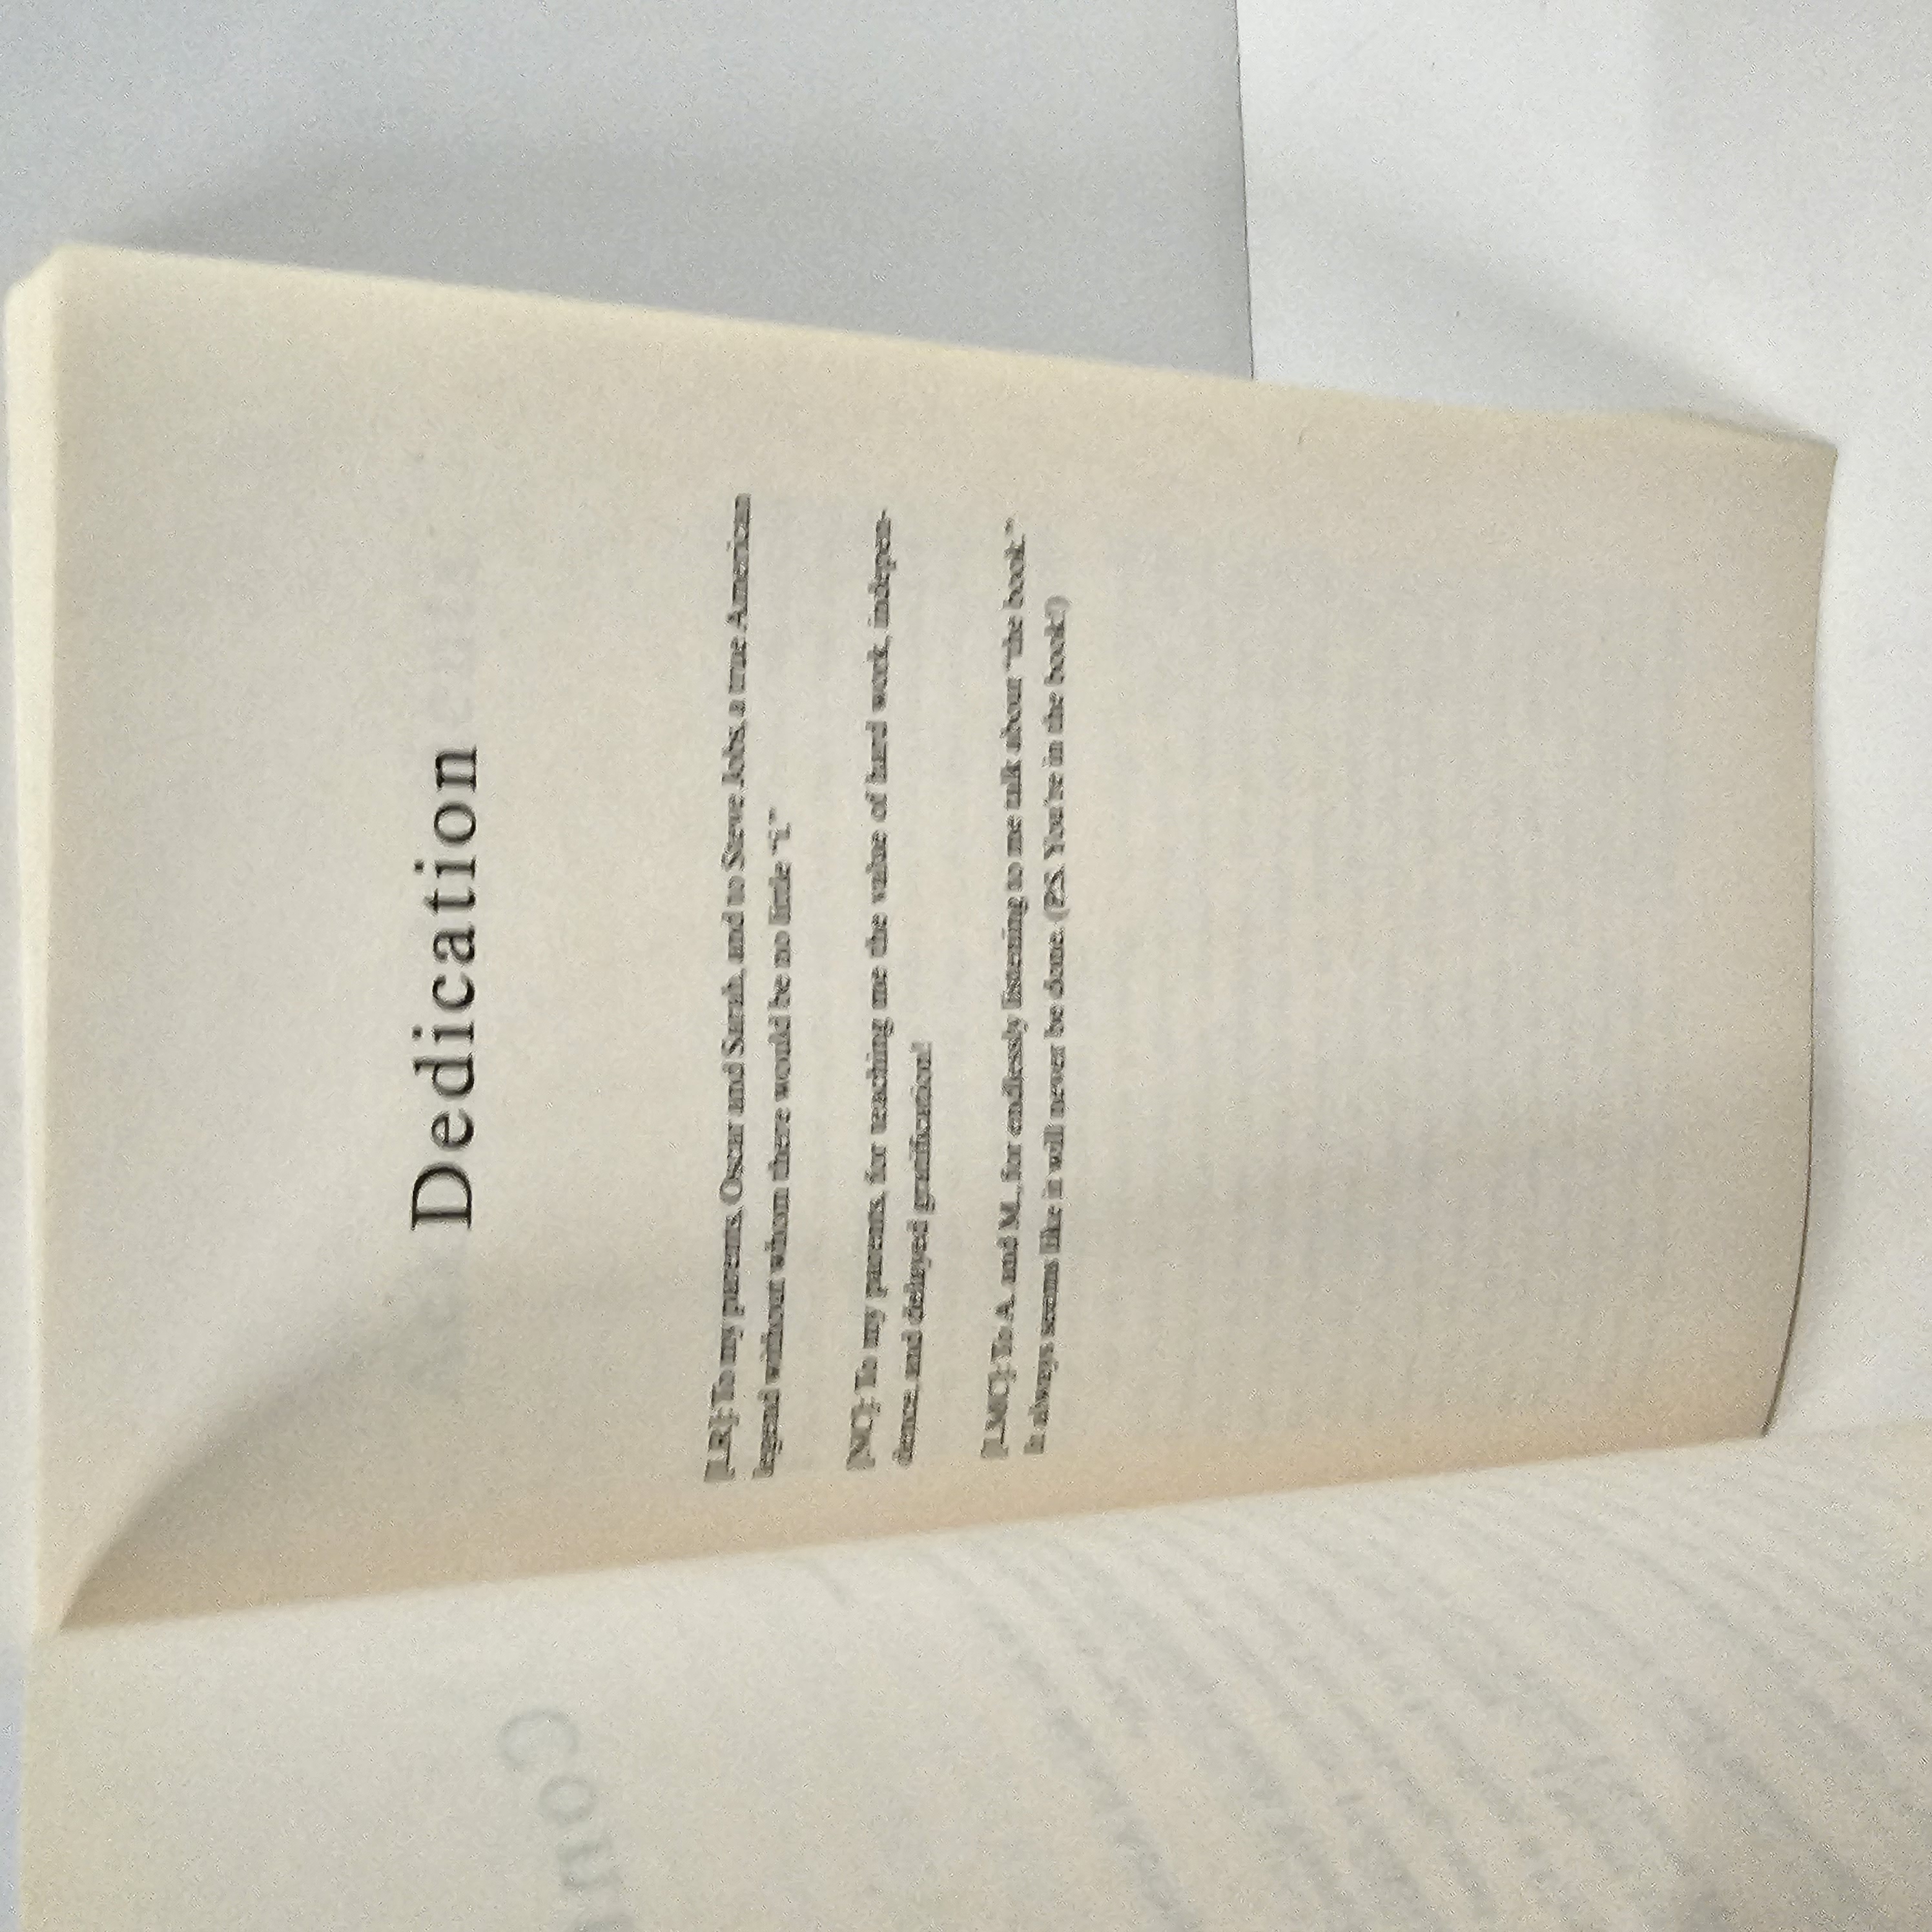 Dedication
[LR]: To my parents, Oscar and Sarah, and to Steve Jobs, a true American
legend without whom there would be no little “i.”
[NC]: To my parents, for teaching me the value of hard work, indepen-
dence, and delayed gratification!
[LMC]: To A. and M., for endlessly listening to me talk about “the book.”
It always seems like it will never be done. (P.S. You’re in the book!)